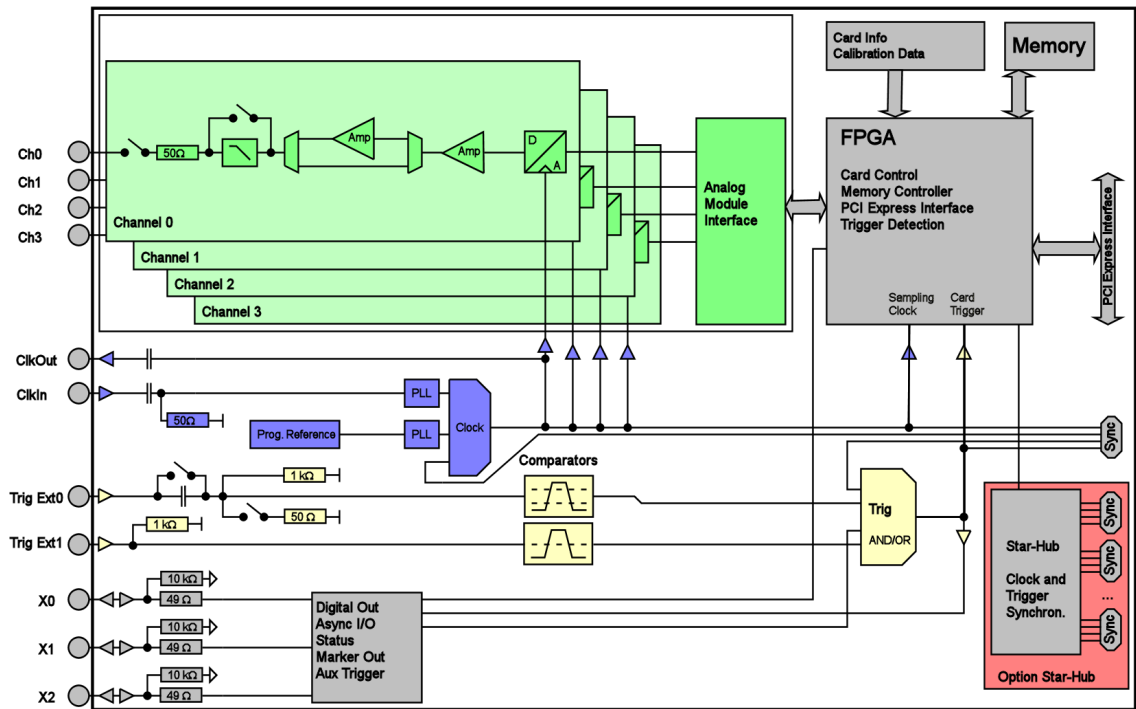 Card Info
Calibration Data
Memory
FPGA
Card Control
Memory Controller
PCI Express Interface
Trigger Detection
Sampling
Clock
Card
Trigger
PCI Express Interface
Ch0
Ch1
Ch2
Ch3
50Ω
Amp
Amp
D
A
Channel 0
Channel 1
Channel 2
Channel 3
Analog
Module
Interface
ClkOut
ClkIn
50Ω
PLL
Prog. Reference
PLL
Clock
Sync
Comparators
Trig Ext0
1 kΩ
50 Ω
Trig Ext1
1 kΩ
Trig
AND/OR
X0
10 kΩ
49 Ω
X1
10 kΩ
49 Ω
X2
10 kΩ
49 Ω
Digital Out
Async I/O
Status
Marker Out
Aux Trigger
Star-Hub
Clock and
Trigger
Synchron.
Sync
Sync
...
Sync
Option Star-Hub